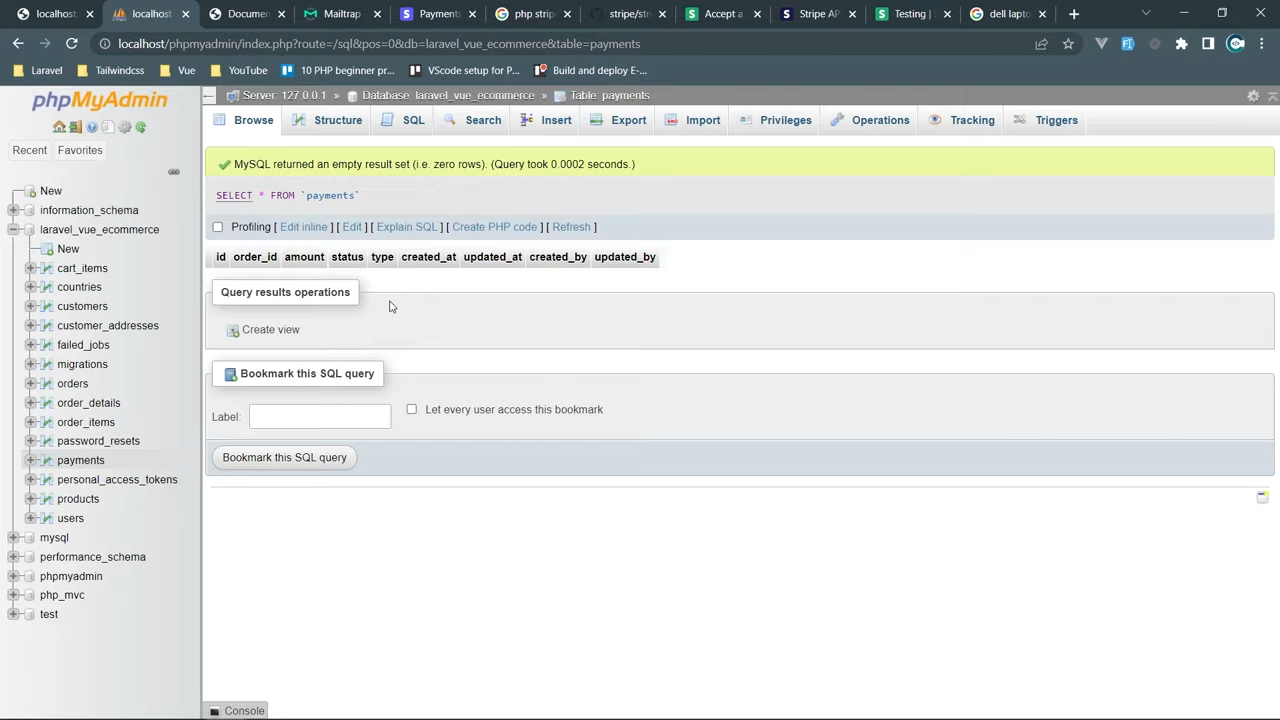 localhost:
localhost
Documen
Mailtrap
Payments
php strip
stripe/str
Accept a
Stripe AP
Testing | S
dell lapto
localhost/phpmyadmin/index.php?route=/sql&pos=0&db=laravel_vue_ecommerce&table=payments
Laravel
Tailwindcss
Vue
YouTube
10 PHP beginner pr...
VScode setup for P...
Build and deploy E-...
phpMyAdmin
Recent
Favorites
New
information_schema
laravel_vue_ecommerce
New
cart_items
countries
customers
customer_addresses
failed_jobs
migrations
orders
order_details
order_items
password_resets
payments
personal_access_tokens
products
users
mysql
performance_schema
phpmyadmin
php_mvc
test
Server: 127.0.0.1 » Database: laravel_vue_ecommerce » Table: payments
Browse
Structure
SQL
Search
Insert
Export
Import
Privileges
Operations
Tracking
Triggers
MySQL returned an empty result set (i.e. zero rows). (Query took 0.0002 seconds.)
SELECT * FROM `payments`
Profiling [ Edit inline ] [ Edit ] [ Explain SQL ] [ Create PHP code ] [ Refresh ]
id order_id amount status type created_at updated_at created_by updated_by
Query results operations
Create view
Bookmark this SQL query
Label:
Let every user access this bookmark
Bookmark this SQL query
Console